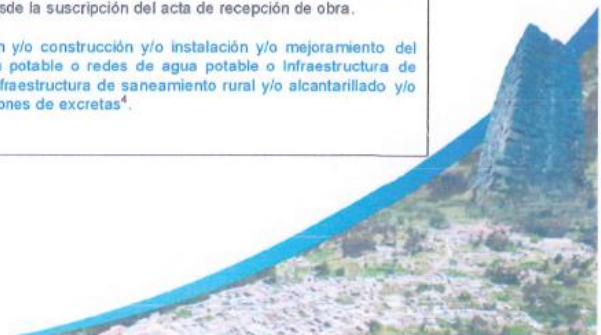 sde la suscripción del acta de recepción de obra.
n y/o construcción y/o instalación y/o mejoramiento del
potable o redes de agua potable o Infraestructura de
fraestructura de saneamiento rural y/o alcantarillado y/o
ones de excretas⁴.